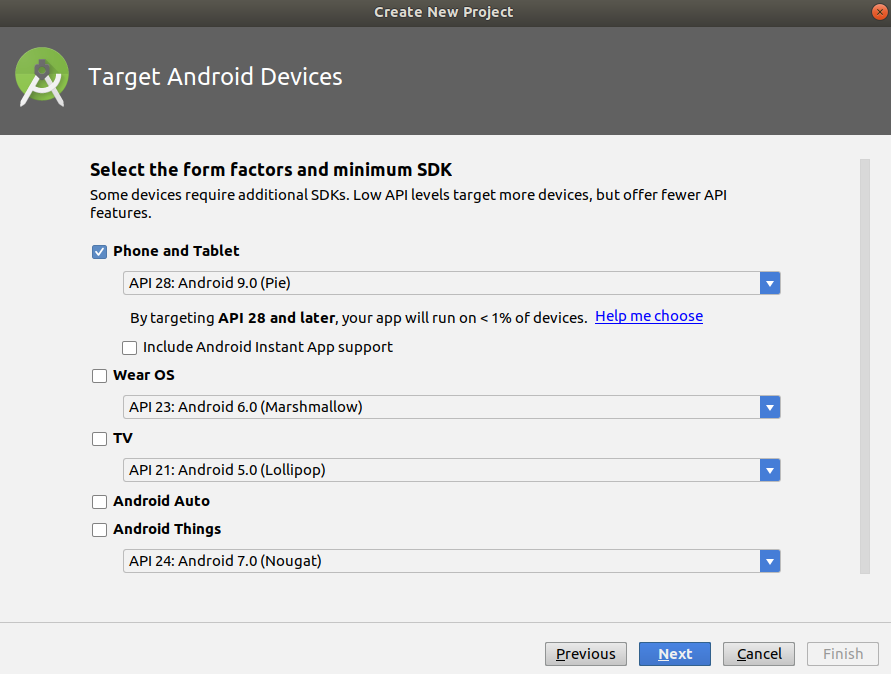 Create New Project
Target Android Devices
Select the form factors and minimum SDK
Some devices require additional SDKs. Low API levels target more devices, but offer fewer API
features.
Phone and Tablet
API 28: Android 9.0 (Pie)
By targeting API 28 and later, your app will run on < 1% of devices. Help me choose
Include Android Instant App support
Wear OS
API 23: Android 6.0 (Marshmallow)
TV
API 21: Android 5.0 (Lollipop)
Android Auto
Android Things
API 24: Android 7.0 (Nougat)
Previous Next Cancel Finish